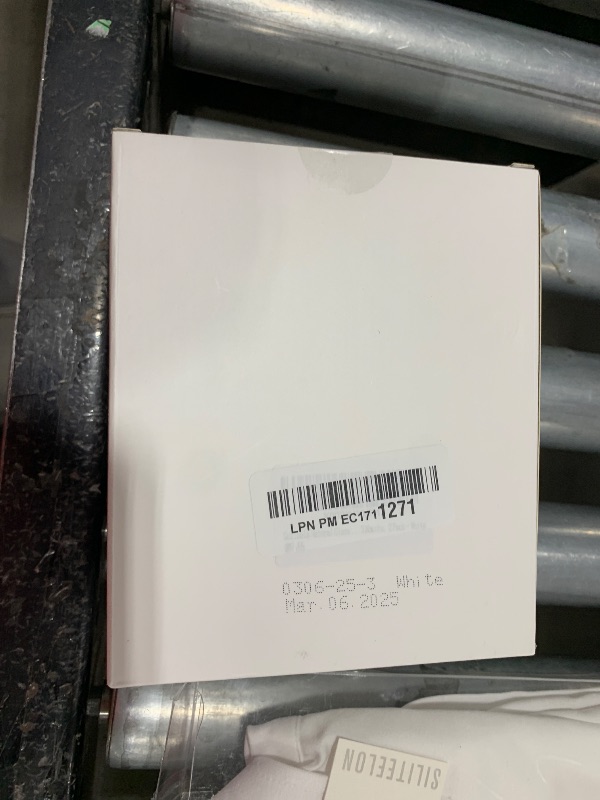 LPN PM EC1711271
0306-25-3 White
Mar.06.2025
SILITEELON